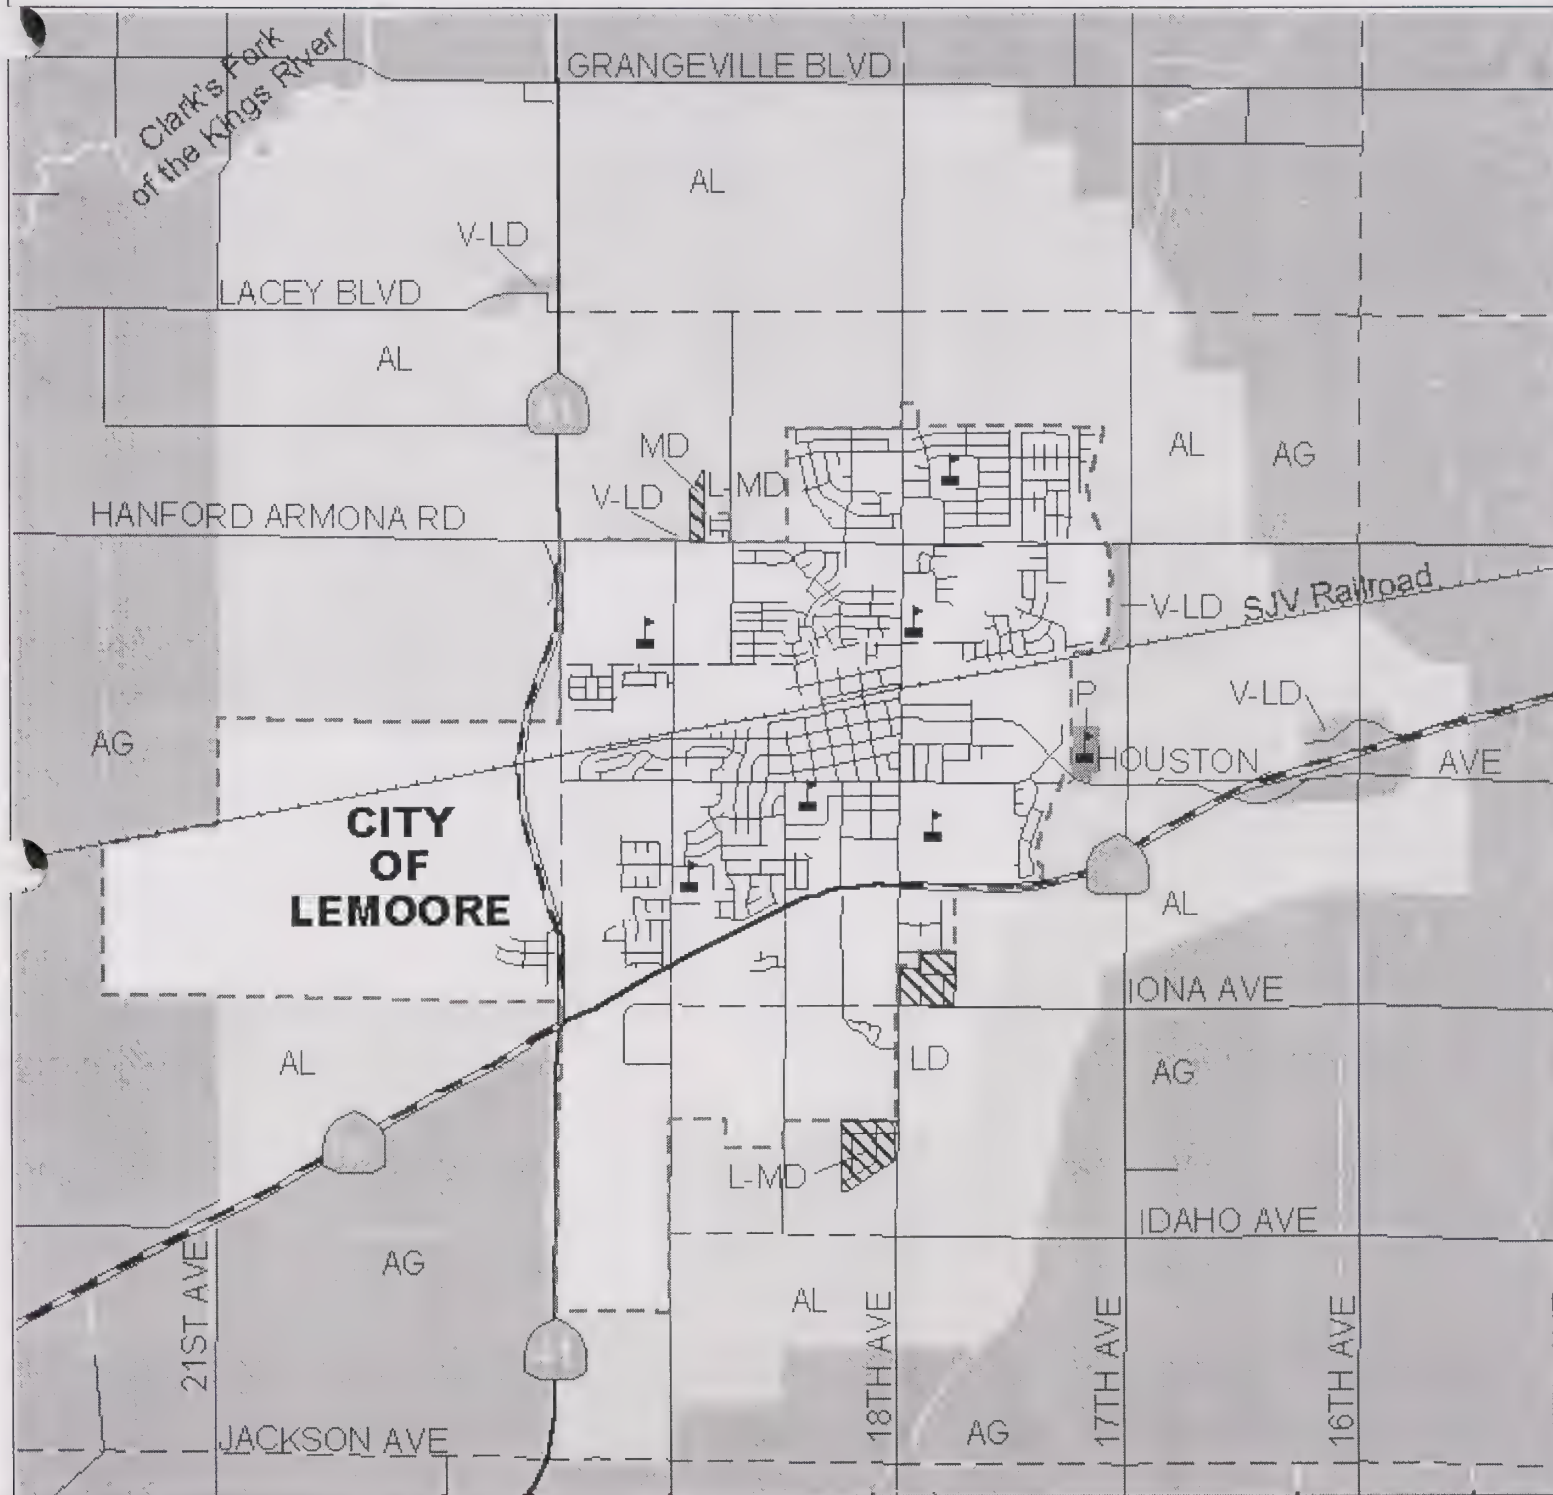 GRANGEVILLE BLVD
Clark's Fork
of the Kings River
AL
V-LD
LACEY BLVD
AL
MD
L-MD
V-LD
AL
AG
HANFORD ARMONA RD
V-LD
SJV Railroad
P
V-LD
AG
HOUSTON AVE
CITY
OF
LEMOORE
AL
IONA AVE
AL
LD
AG
L-MD
IDAHO AVE
AG
AL
21ST AVE
18TH AVE
17TH AVE
16TH AVE
JACKSON AVE
AG